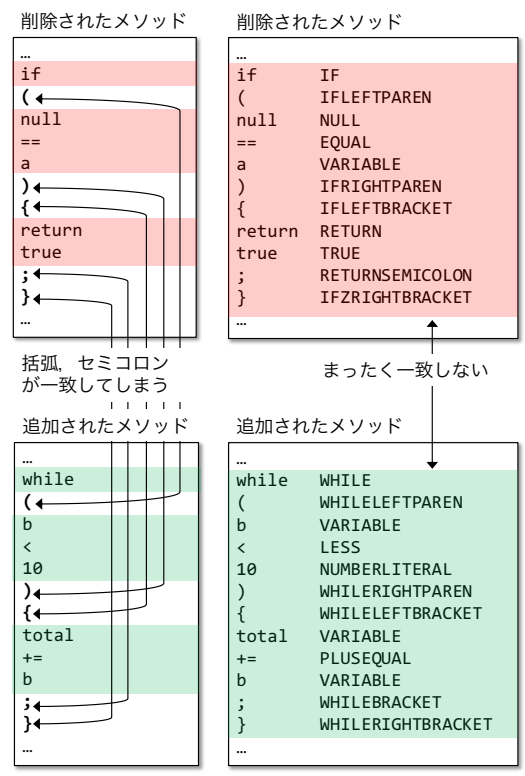 削除されたメソッド
…
if
(
null
==
a
)
{
return
true
;
}
…
括弧，セミコロン
が一致してしまう
追加されたメソッド
…
while
(
b
<
10
)
{
total
+=
b
;
}
…
削除されたメソッド
…
if IF
( IFLEFTPAREN
null NULL
== EQUAL
a VARIABLE
) IFRIGHTPAREN
{ IFLEFTBRACKET
return RETURN
true TRUE
; RETURNSEMICOLON
} IFZRIGHTBRACKET
…
まったく一致しない
追加されたメソッド
…
while WHILE
( WHILELEFTPAREN
b VARIABLE
< LESS
10 NUMBERLITERAL
) WHILERIGHTPAREN
{ WHILELEFTBRACKET
total VARIABLE
+= PLUSEQUAL
b VARIABLE
; WHILEBRACKET
} WHILERIGHTBRACKET
…